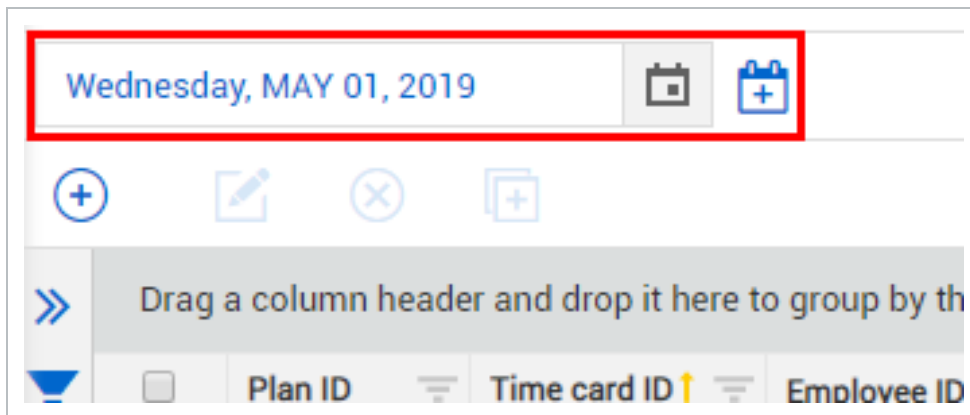 Wednesday, MAY 01, 2019
Drag a column header and drop it here to group by th
Plan ID Time card ID Employee ID